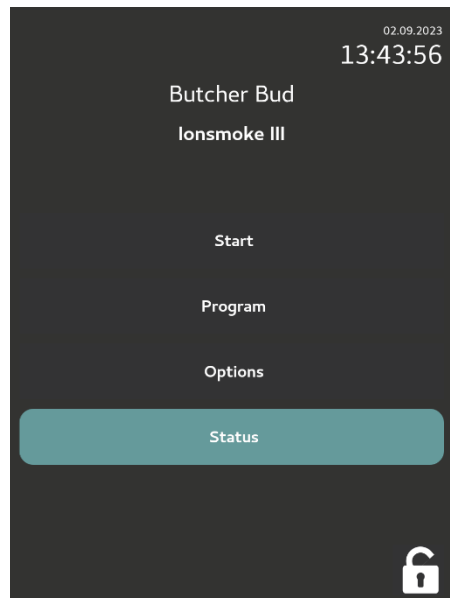 02.09.2023
13:43:56
Butcher Bud
Ionsmoke III
Start
Program
Options
Status